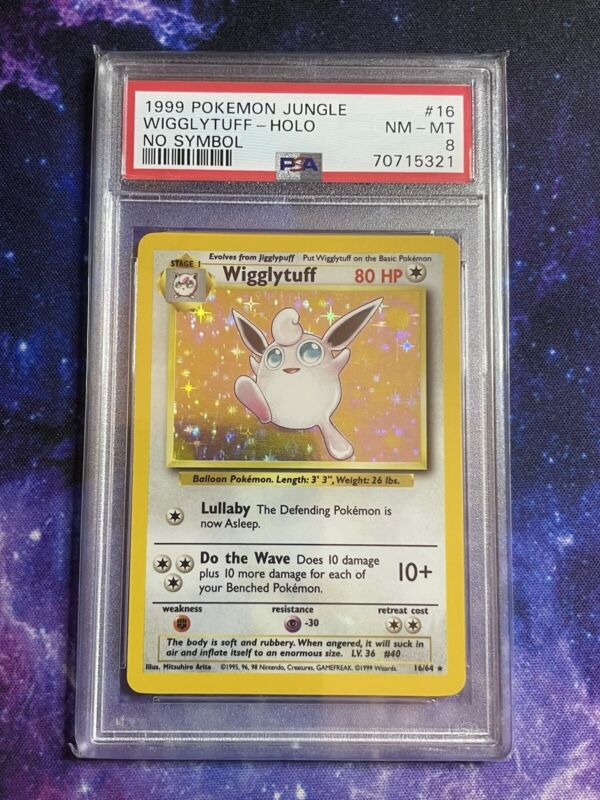 1999 POKEMON JUNGLE #16
WIGGLYTUFF - HOLO NM - MT
NO SYMBOL 8
PSA 70715321
STAGE 1 Evolves from Jigglypuff Put Wigglytuff on the Basic Pokémon
Wigglytuff 80 HP
Balloon Pokémon. Length: 3' 3", Weight: 26 lbs.
Lullaby The Defending Pokémon is
now Asleep.
Do the Wave Does 10 damage
plus 10 more damage for each of
your Benched Pokémon.
10+
weakness resistance retreat cost
-30
The body is soft and rubbery. When angered, it will suck in
air and inflate itself to an enormous size. LV. 36 #40
Illus. Mitsuhiro Arita ©1995, 96, 98 Nintendo, Creatures, GAMEFREAK. ©1999 Wizards. 16/64 ★